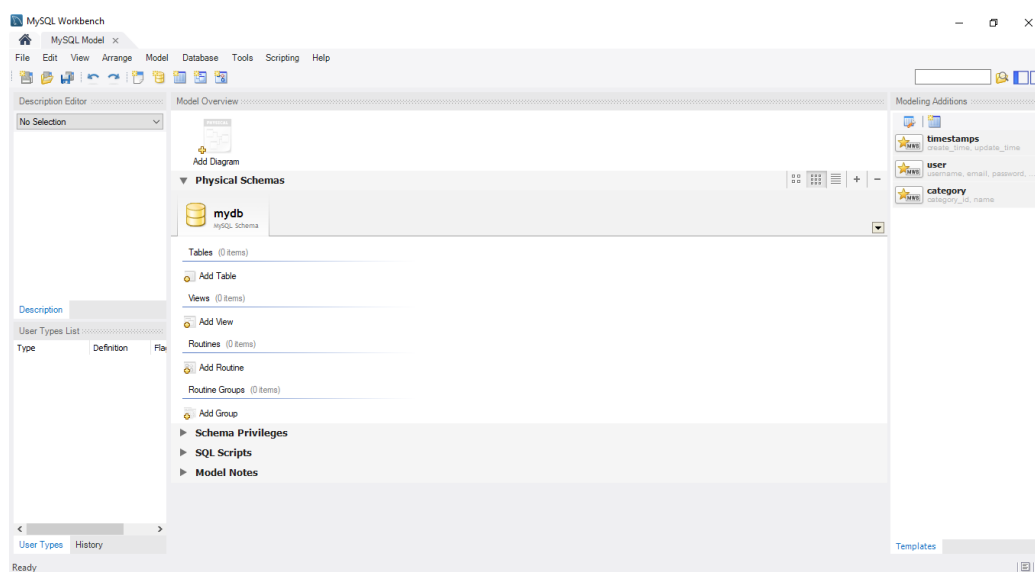 MySQL Workbench
MySQL Model ×
File Edit View Arrange Model Database Tools Scripting Help
Description Editor
No Selection
Description
User Types List
Type Definition Fla
User Types History
Ready
Model Overview
Add Diagram
Physical Schemas
mydb
MySQL Schema
Tables (0 items)
Add Table
Views (0 items)
Add View
Routines (0 items)
Add Routine
Routine Groups (0 items)
Add Group
Schema Privileges
SQL Scripts
Model Notes
Modeling Additions
timestamps
create_time, update_time
user
username, email, password, ...
category
category_id, name
Templates